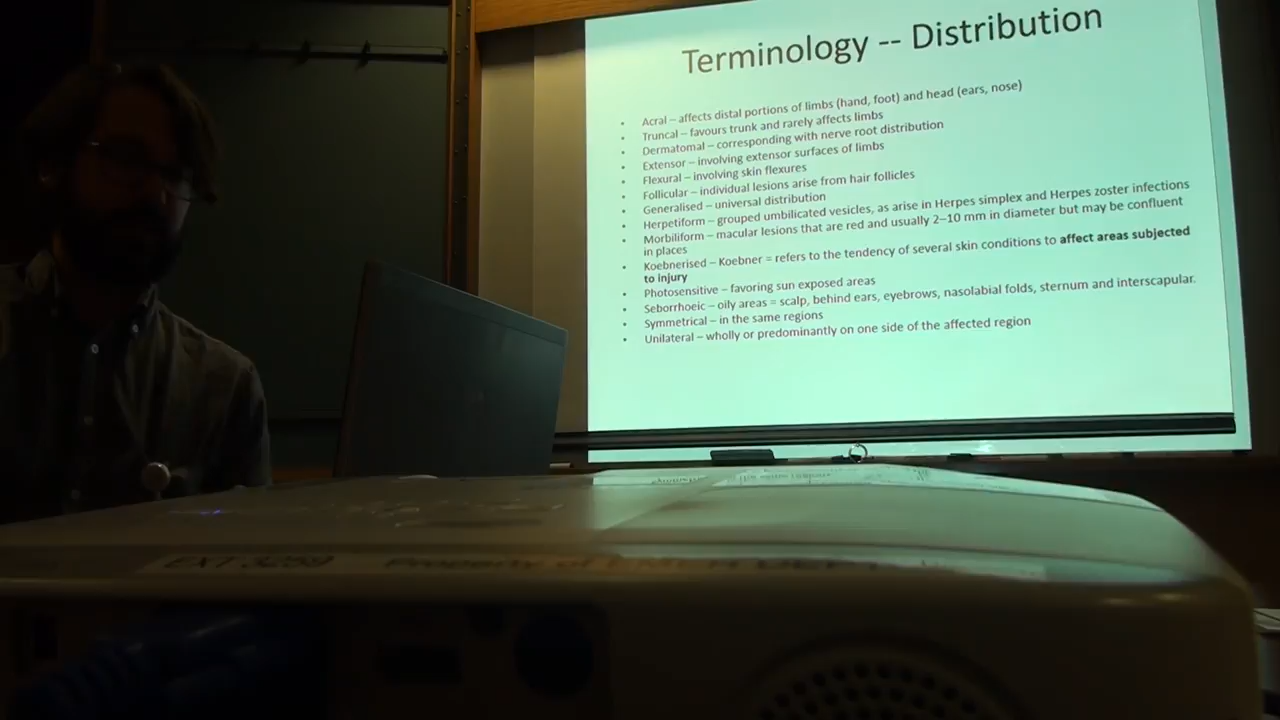 Terminology -- Distribution
• Acral – affects distal portions of limbs (hand, foot) and head (ears, nose)
• Truncal – favours trunk and rarely affects limbs
• Dermatomal – corresponding with nerve root distribution
• Extensor – involving extensor surfaces of limbs
• Flexural – involving skin flexures
• Follicular – individual lesions arise from hair follicles
• Generalised – universal distribution
• Herpetiform – grouped umbilicated vesicles, as arise in Herpes simplex and Herpes zoster infections
• Morbiliform – macular lesions that are red and usually 2–10 mm in diameter but may be confluent
in places
• Koebnerised – Koebner = refers to the tendency of several skin conditions to affect areas subjected
to injury
• Photosensitive – favoring sun exposed areas
• Seborrhoeic – oily areas = scalp, behind ears, eyebrows, nasolabial folds, sternum and interscapular.
• Symmetrical – in the same regions
• Unilateral – wholly or predominantly on one side of the affected region
EXT 3259
Property of